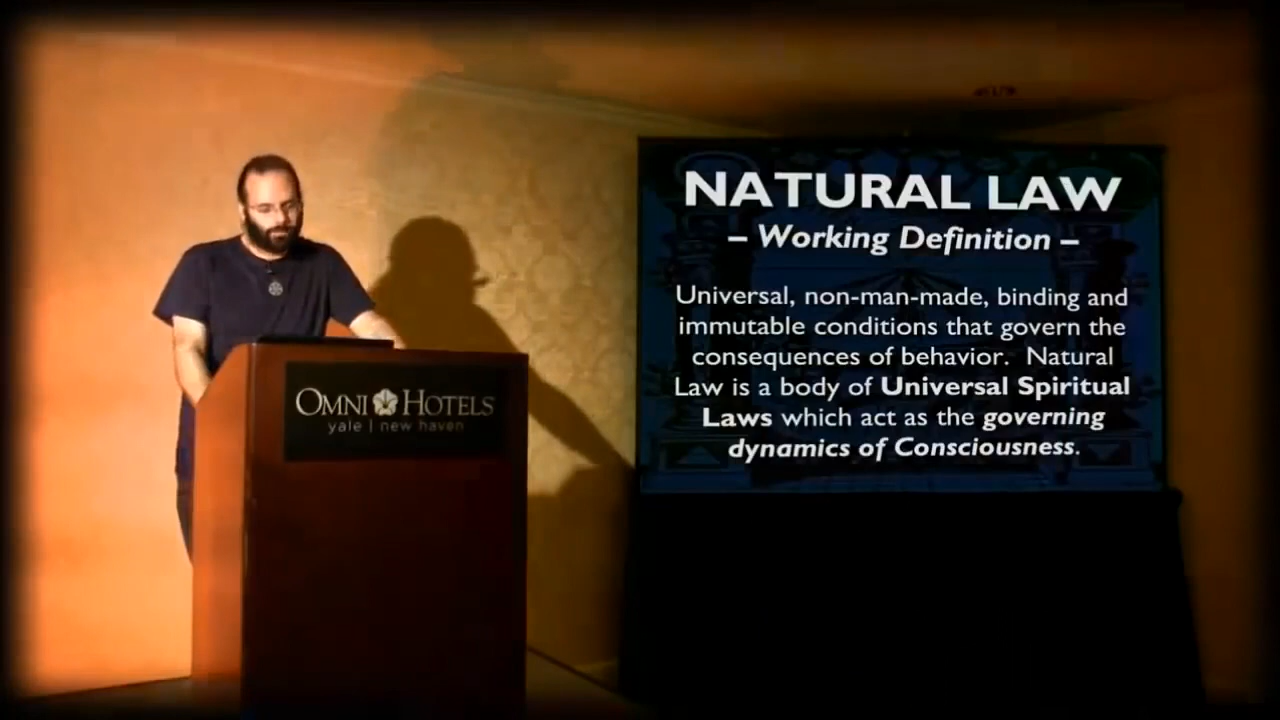 OMNI HOTELS
yale | new haven
NATURAL LAW
– Working Definition –
Universal, non-man-made, binding and
immutable conditions that govern the
consequences of behavior. Natural
Law is a body of Universal Spiritual
Laws which act as the governing
dynamics of Consciousness.